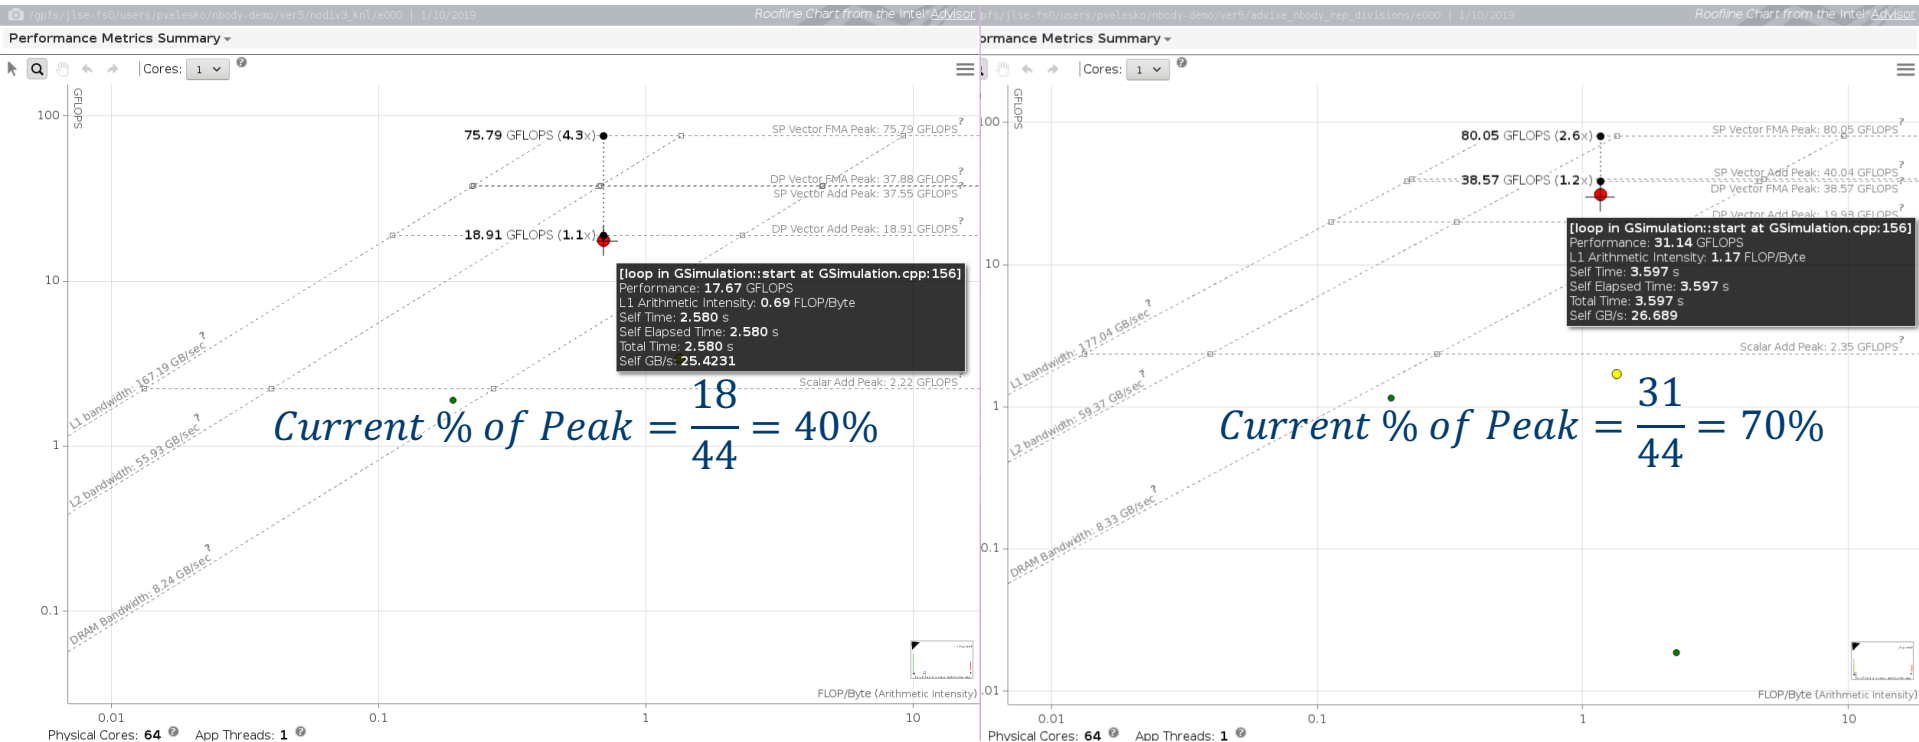 /gpfs/jlse-fs0/users/pvelesko/nbody-demo/ver5/nodiv3_knl/e000 | 1/10/2019
Roofline Chart from the Intel® Advisor
Performance Metrics Summary
Cores: 1
GFLOPS
100
10
1
0.1
75.79 GFLOPS (4.3x)
SP Vector FMA Peak: 75.79 GFLOPS ?
DP Vector FMA Peak: 37.88 GFLOPS ?
SP Vector Add Peak: 37.55 GFLOPS ?
18.91 GFLOPS (1.1x)
DP Vector Add Peak: 18.91 GFLOPS ?
[loop in GSimulation::start at GSimulation.cpp:156]
Performance: 17.67 GFLOPS
L1 Arithmetic Intensity: 0.69 FLOP/Byte
Self Time: 2.580 s
Self Elapsed Time: 2.580 s
Total Time: 2.580 s
Self GB/s: 25.4231
Scalar Add Peak: 2.22 GFLOPS ?
L1 bandwidth: 167.19 GB/sec ?
L2 bandwidth: 55.93 GB/sec ?
DRAM Bandwidth: 8.24 GB/sec ?
Current % of Peak = 18/44 = 40%
FLOP/Byte (Arithmetic Intensity)
0.01 0.1 1 10
Physical Cores: 64 App Threads: 1
pfs/jlse-fs0/users/pvelesko/nbody-demo/ver5/advixe_nbody_rep_divisions/e000 | 1/10/2019
Roofline Chart from the Intel® Advisor
ormance Metrics Summary
Cores: 1
GFLOPS
00
10
1
0.1
.01
80.05 GFLOPS (2.6x)
SP Vector FMA Peak: 80.05 GFLOPS ?
SP Vector Add Peak: 40.04 GFLOPS ?
38.57 GFLOPS (1.2x)
DP Vector FMA Peak: 38.57 GFLOPS ?
DP Vector Add Peak: 19.98 GFLOPS ?
[loop in GSimulation::start at GSimulation.cpp:156]
Performance: 31.14 GFLOPS
L1 Arithmetic Intensity: 1.17 FLOP/Byte
Self Time: 3.597 s
Self Elapsed Time: 3.597 s
Total Time: 3.597 s
Self GB/s: 26.689
Scalar Add Peak: 2.35 GFLOPS ?
L1 bandwidth: 177.04 GB/sec ?
L2 bandwidth: 59.37 GB/sec ?
DRAM Bandwidth: 8.33 GB/sec ?
Current % of Peak = 31/44 = 70%
FLOP/Byte (Arithmetic Intensity)
0.01 0.1 1 10
Physical Cores: 64 App Threads: 1